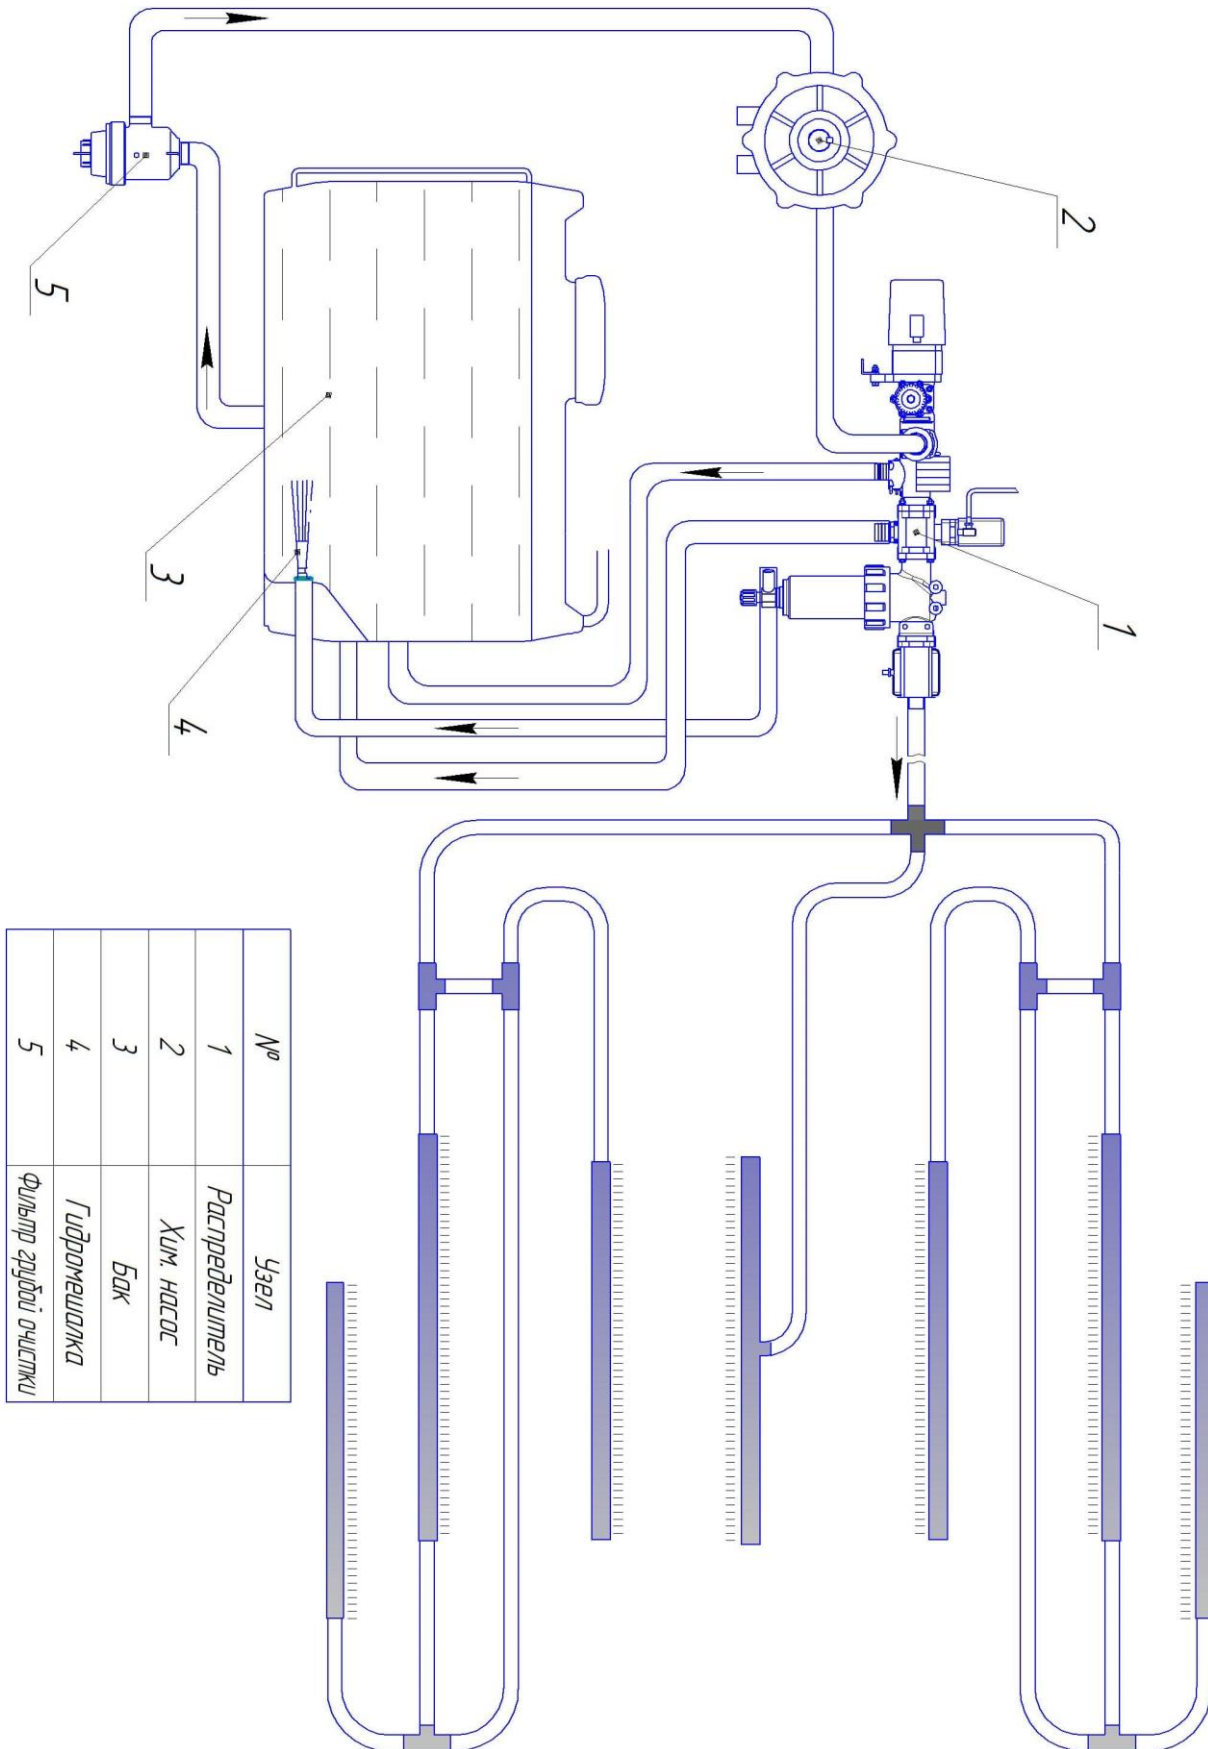 2
5
3
1
4
№ Узел
1 Распределитель
2 Хим. насос
3 Бак
4 Гидромешалка
5 Фильтр грубой очистки